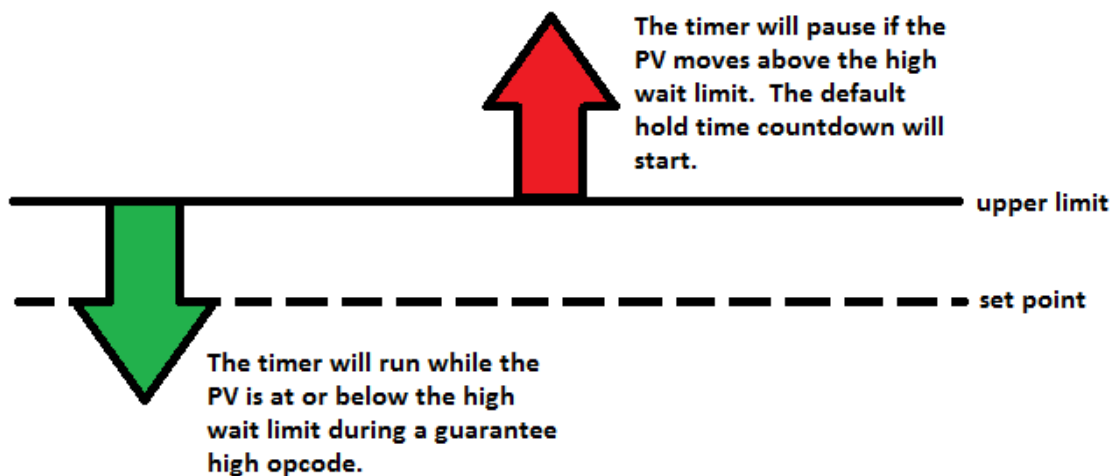 The timer will pause if the
PV moves above the high
wait limit.  The default
hold time countdown will
start.
upper limit
set point
The timer will run while the
PV is at or below the high
wait limit during a guarantee
high opcode.